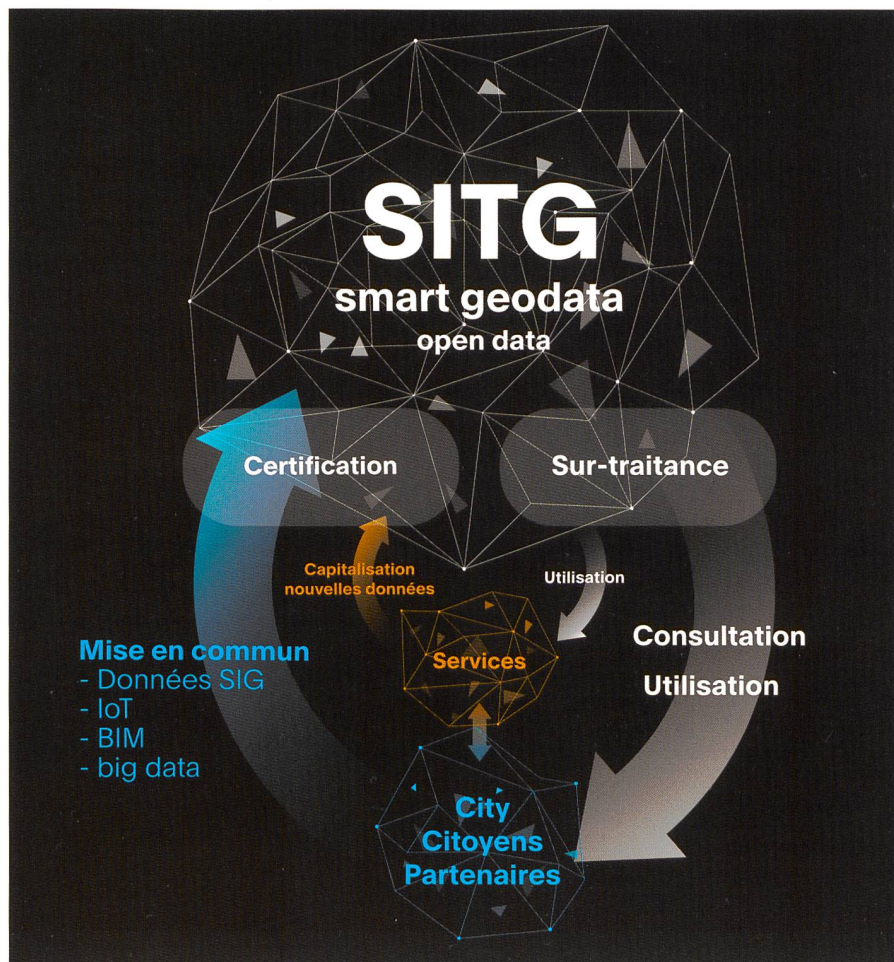 SITG
smart geodata
open data
Certification
Sur-traitance
Capitalisation
nouvelles données
Utilisation
Services
Mise en commun
- Données SIG
- IoT
- BIM
- big data
Consultation
Utilisation
City
Citoyens
Partenaires